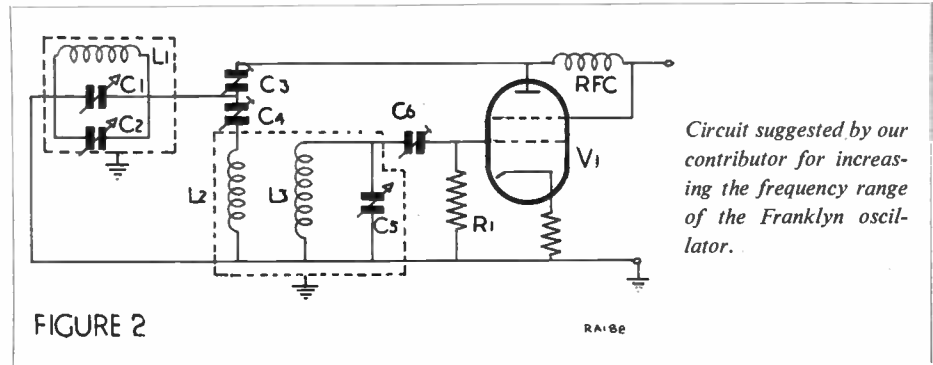 L1
C1
C2
C3
C4
C6
RFC
V1
L2
L3
C5
R1
Circuit suggested by our
contributor for increas-
ing the frequency range
of the Franklyn oscil-
lator.
FIGURE 2
RA18e